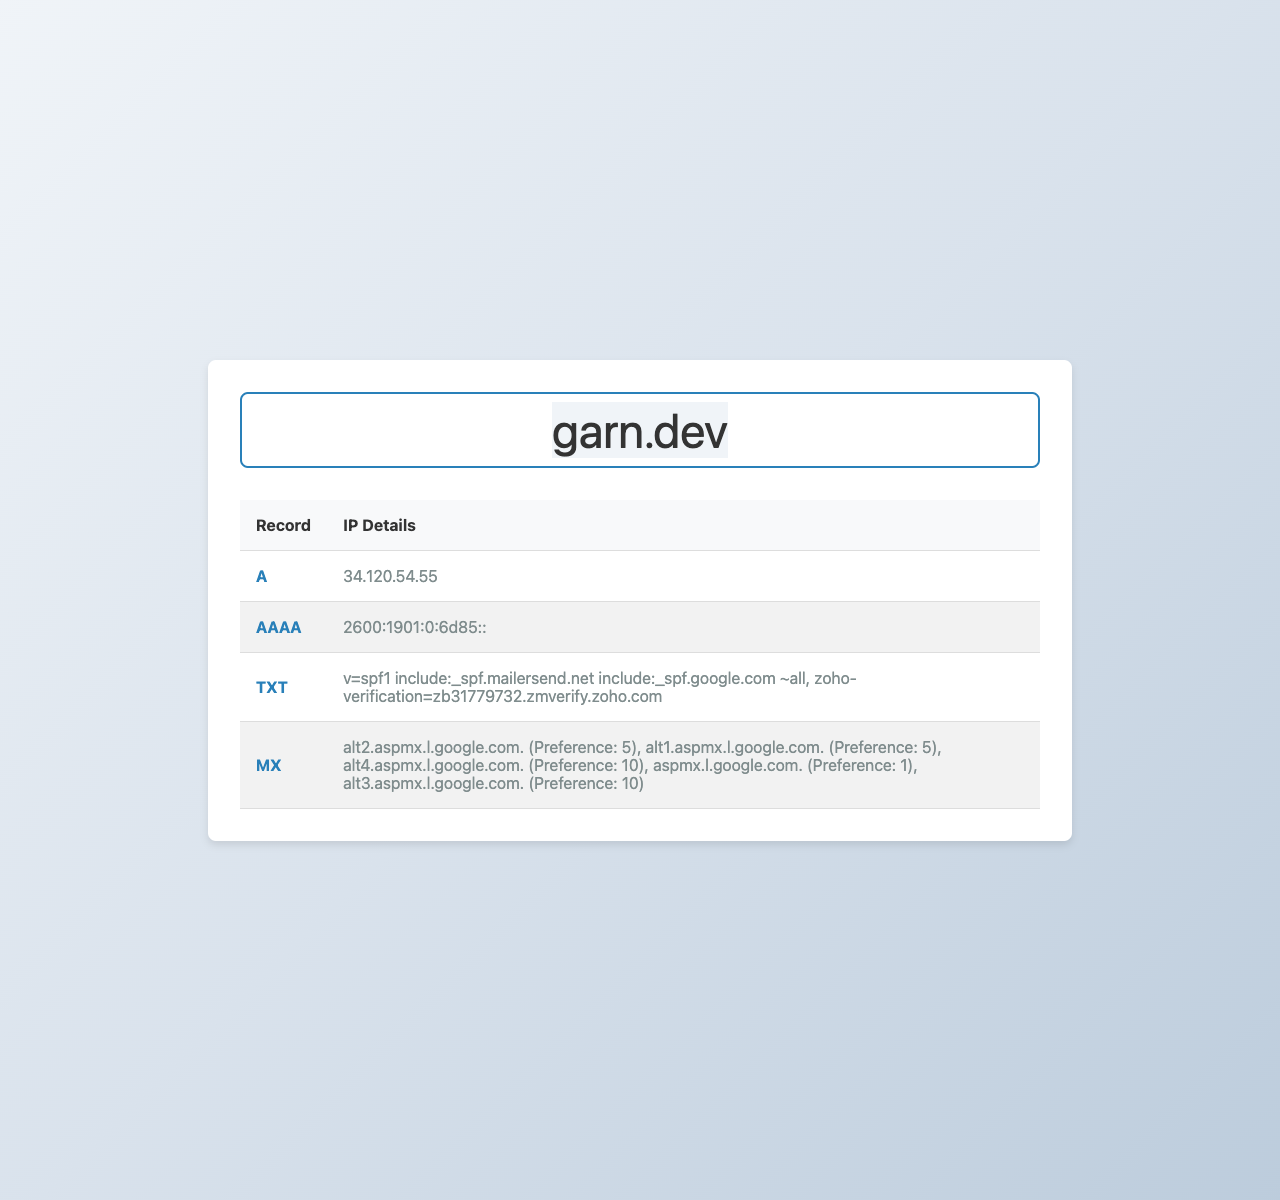 garn.dev
Record IP Details
A 34.120.54.55
AAAA 2600:1901:0:6d85::
TXT v=spf1 include:_spf.mailersend.net include:_spf.google.com ~all, zoho-
verification=zb31779732.zmverify.zoho.com
MX alt2.aspmx.l.google.com. (Preference: 5), alt1.aspmx.l.google.com. (Preference: 5),
alt4.aspmx.l.google.com. (Preference: 10), aspmx.l.google.com. (Preference: 1),
alt3.aspmx.l.google.com. (Preference: 10)